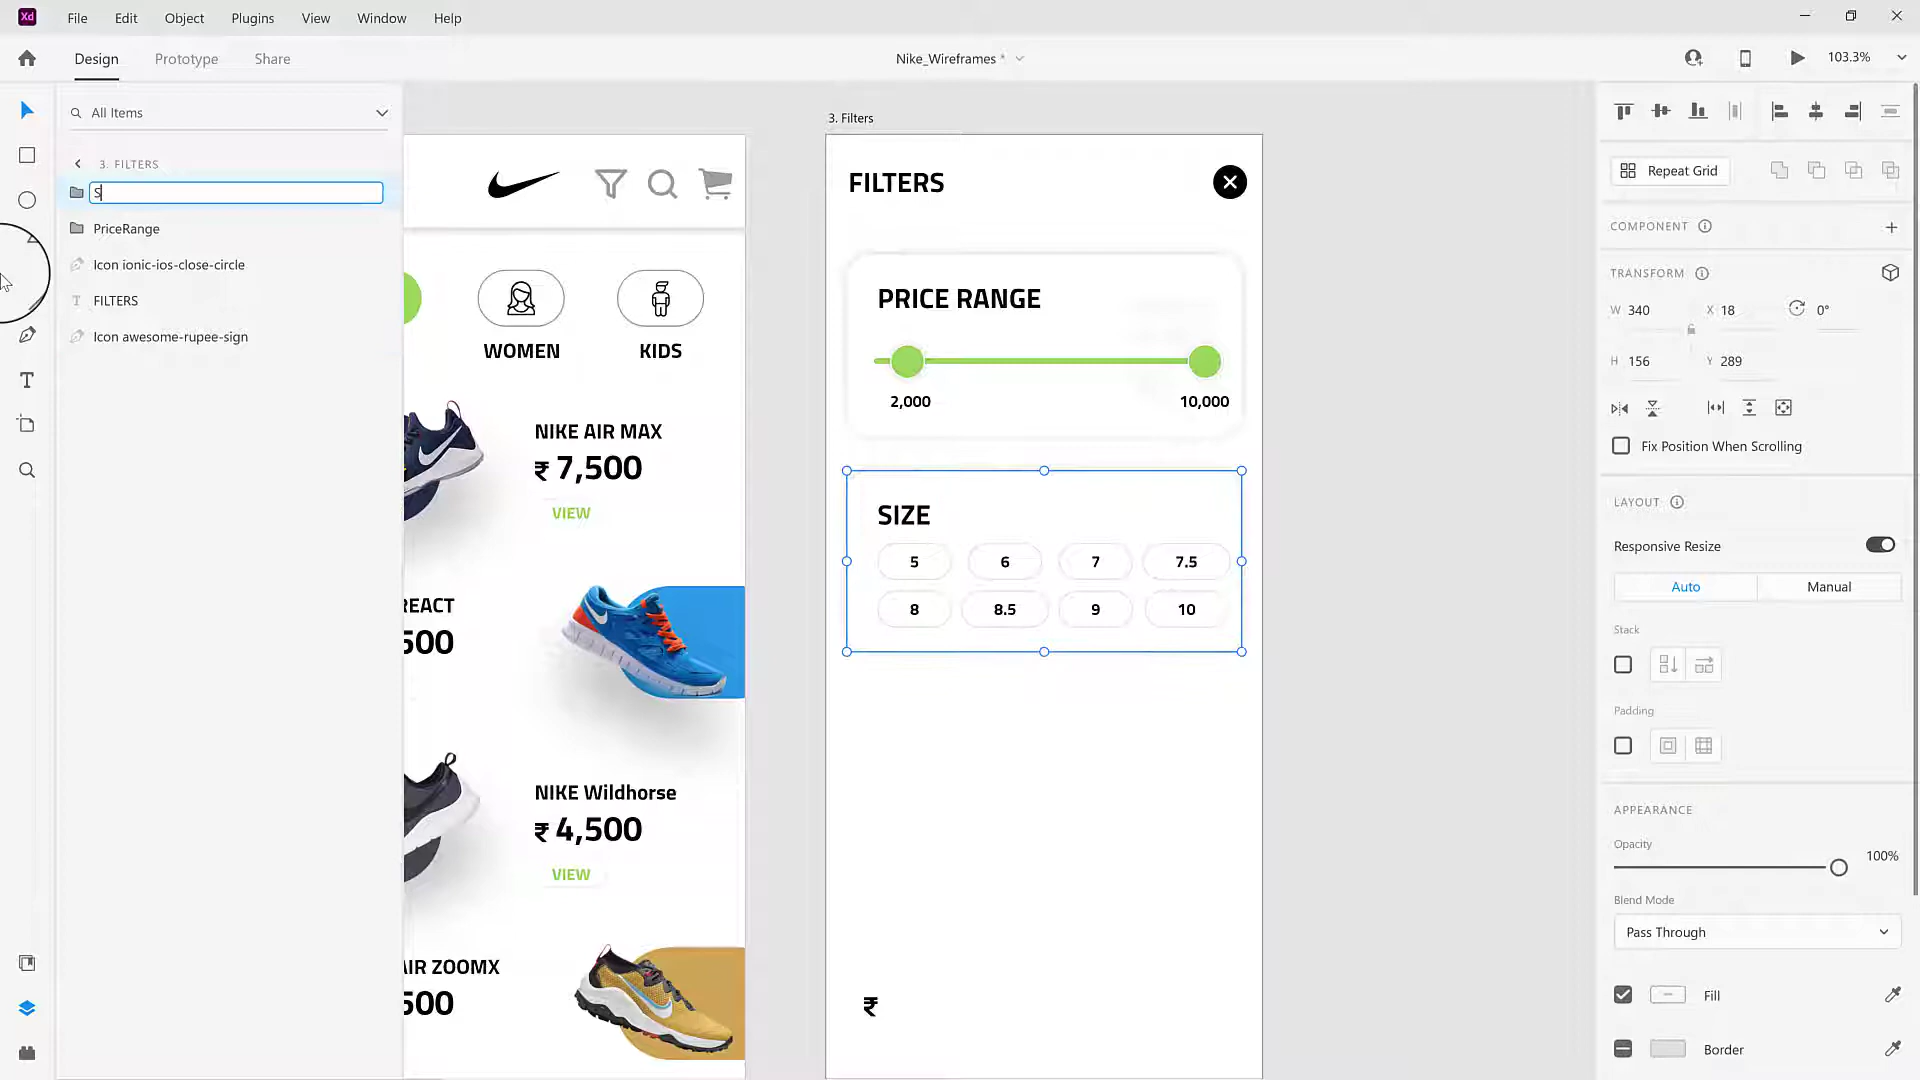 Xd File Edit Object Plugins View Window Help
Design Prototype Share
Nike_Wireframes *
103.3%
All Items
3. FILTERS
S
PriceRange
Icon ionic-ios-close-circle
FILTERS
Icon awesome-rupee-sign
WOMEN
KIDS
NIKE AIR MAX
₹ 7,500
VIEW
REACT
500
NIKE Wildhorse
₹ 4,500
VIEW
AIR ZOOMX
500
3. Filters
FILTERS
PRICE RANGE
2,000 10,000
SIZE
5 6 7 7.5
8 8.5 9 10
₹
Repeat Grid
COMPONENT
TRANSFORM
W 340 X 18 0°
H 156 Y 289
Fix Position When Scrolling
LAYOUT
Responsive Resize
Auto Manual
Stack
Padding
APPEARANCE
Opacity
100%
Blend Mode
Pass Through
Fill
Border